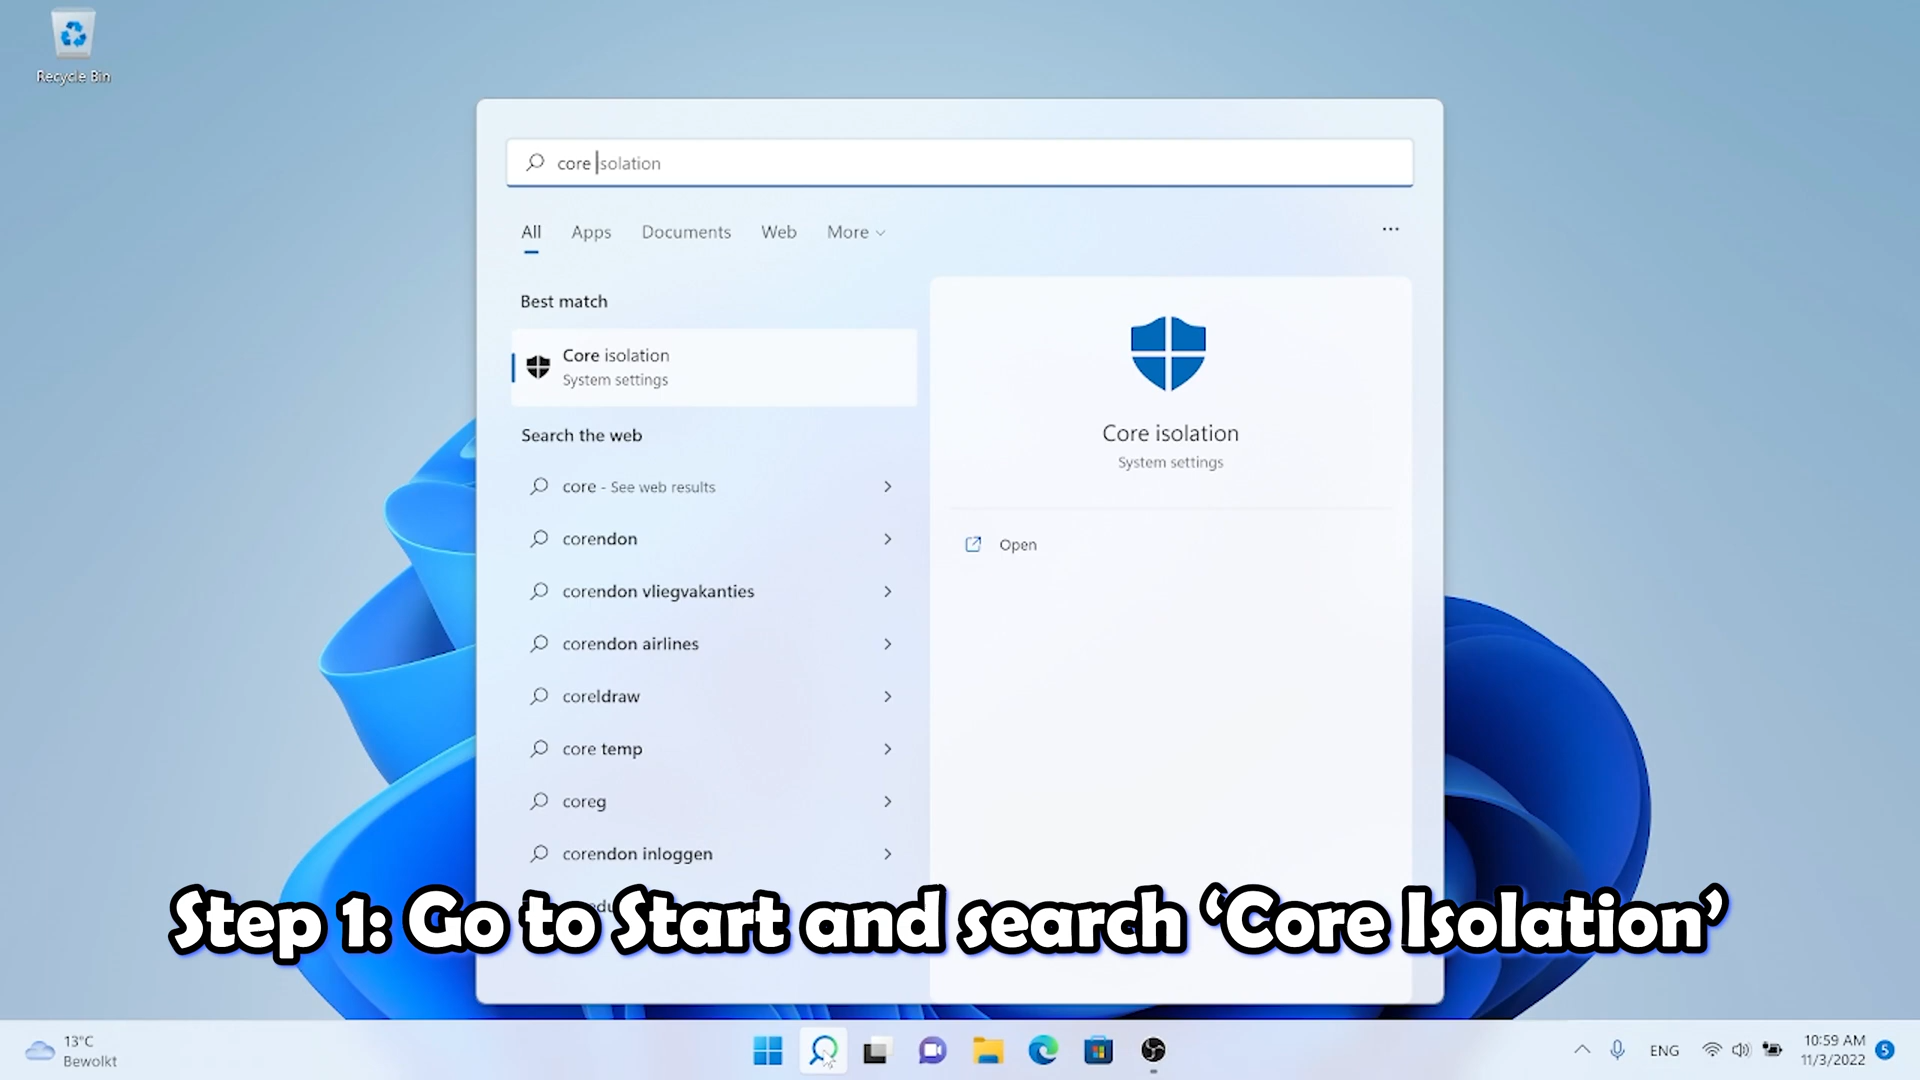 Recycle Bin
core isolation
All Apps Documents Web More
Best match
Core isolation
System settings
Search the web
core - See web results
corendon
corendon vliegvakanties
corendon airlines
coreldraw
core temp
coreg
corendon inloggen
Core isolation
System settings
Open
Step 1: Go to Start and search ‘Core Isolation’
13°C
Bewolkt
ENG
10:59 AM
11/3/2022
5